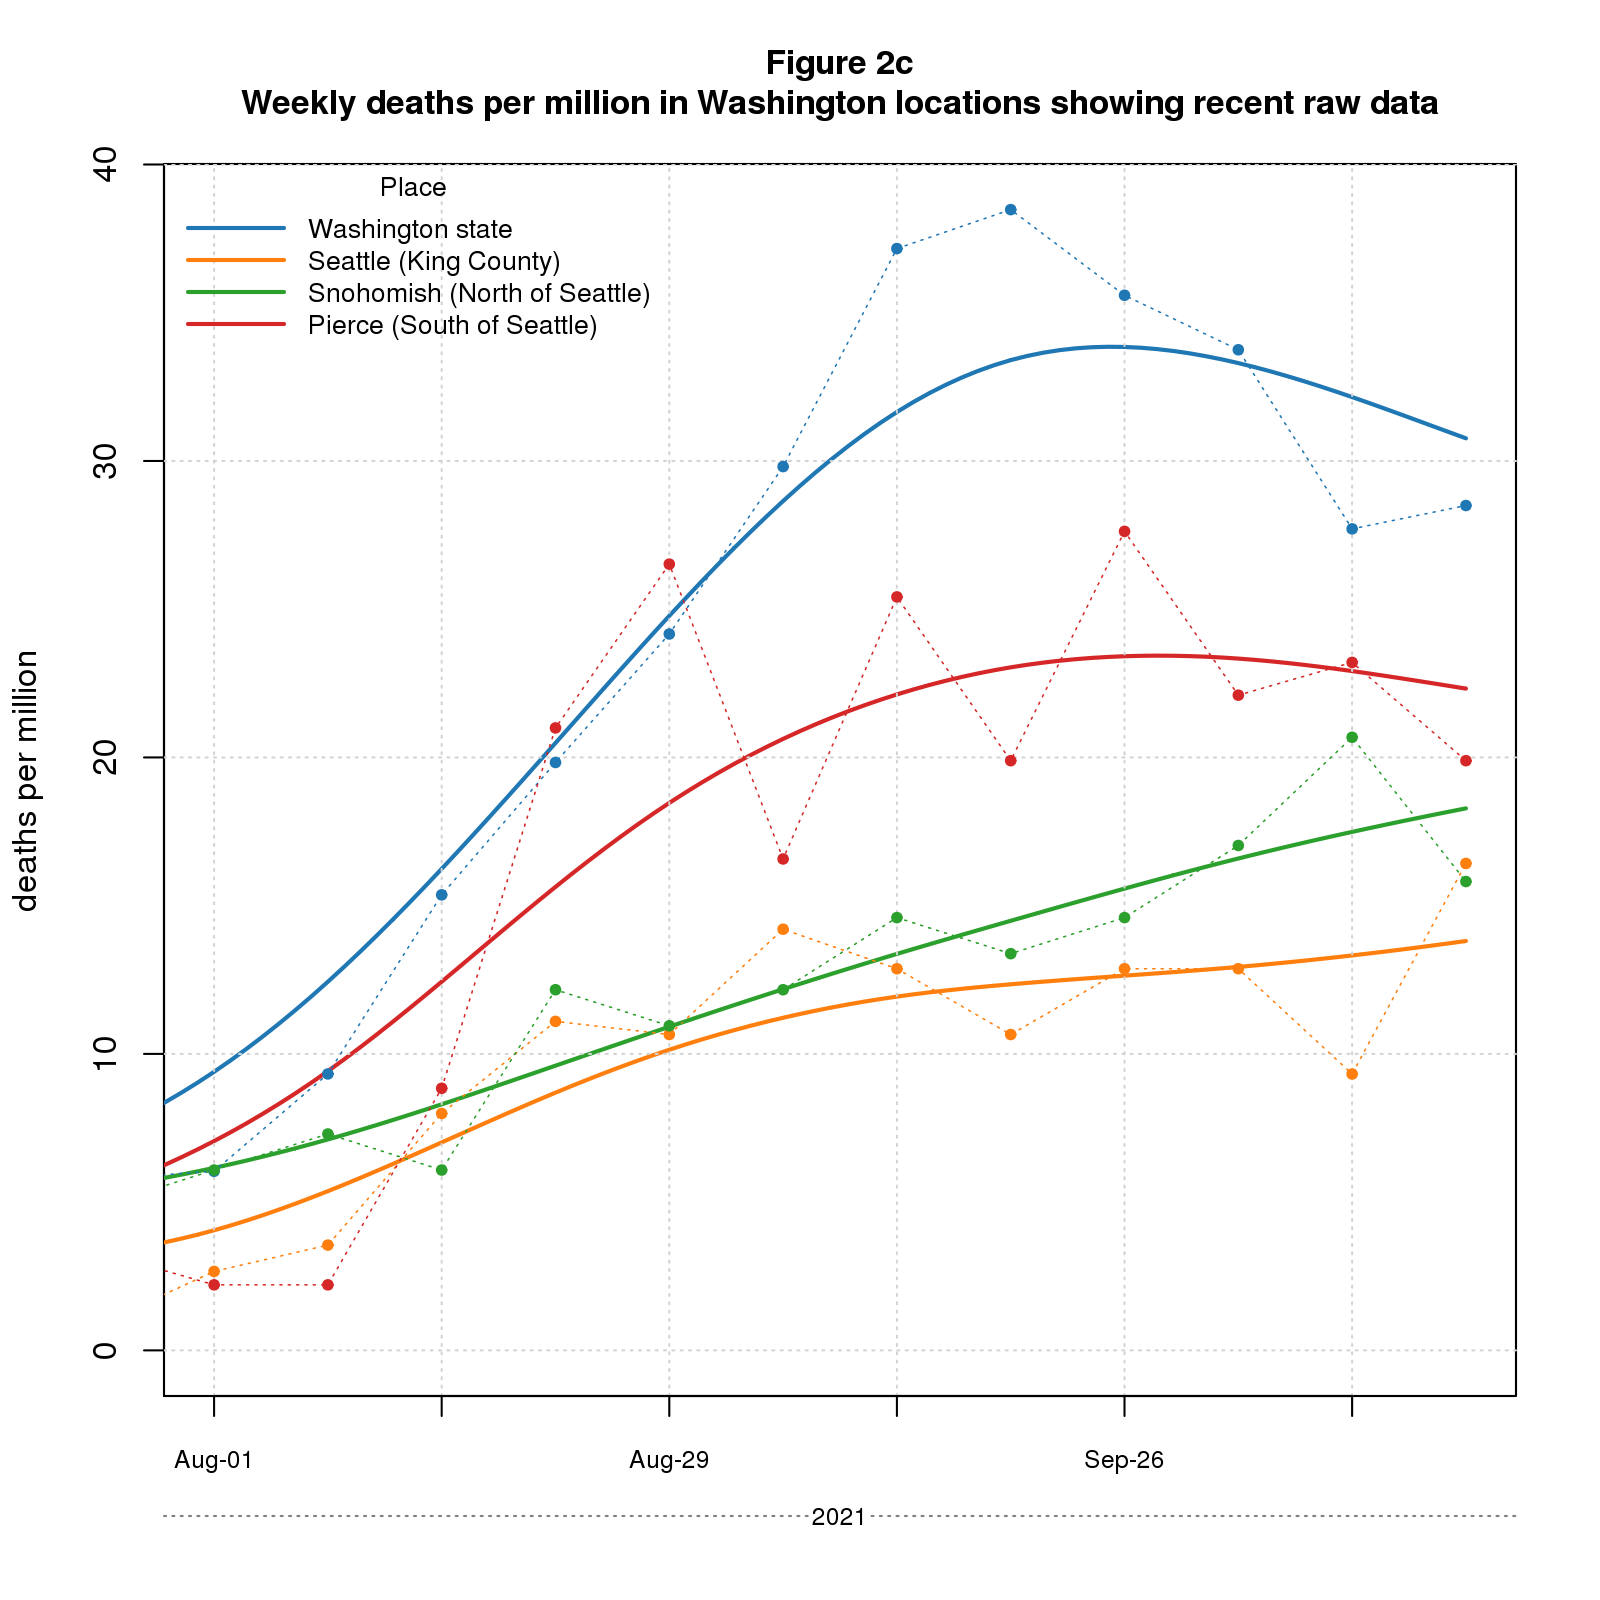 Figure 2c
Weekly deaths per million in Washington locations showing recent raw data
Place
Washington state
Seattle (King County)
Snohomish (North of Seattle)
Pierce (South of Seattle)
40
30
20
10
0
deaths per million
Aug-01
Aug-29
Sep-26
2021